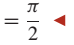 = π/2 ◄